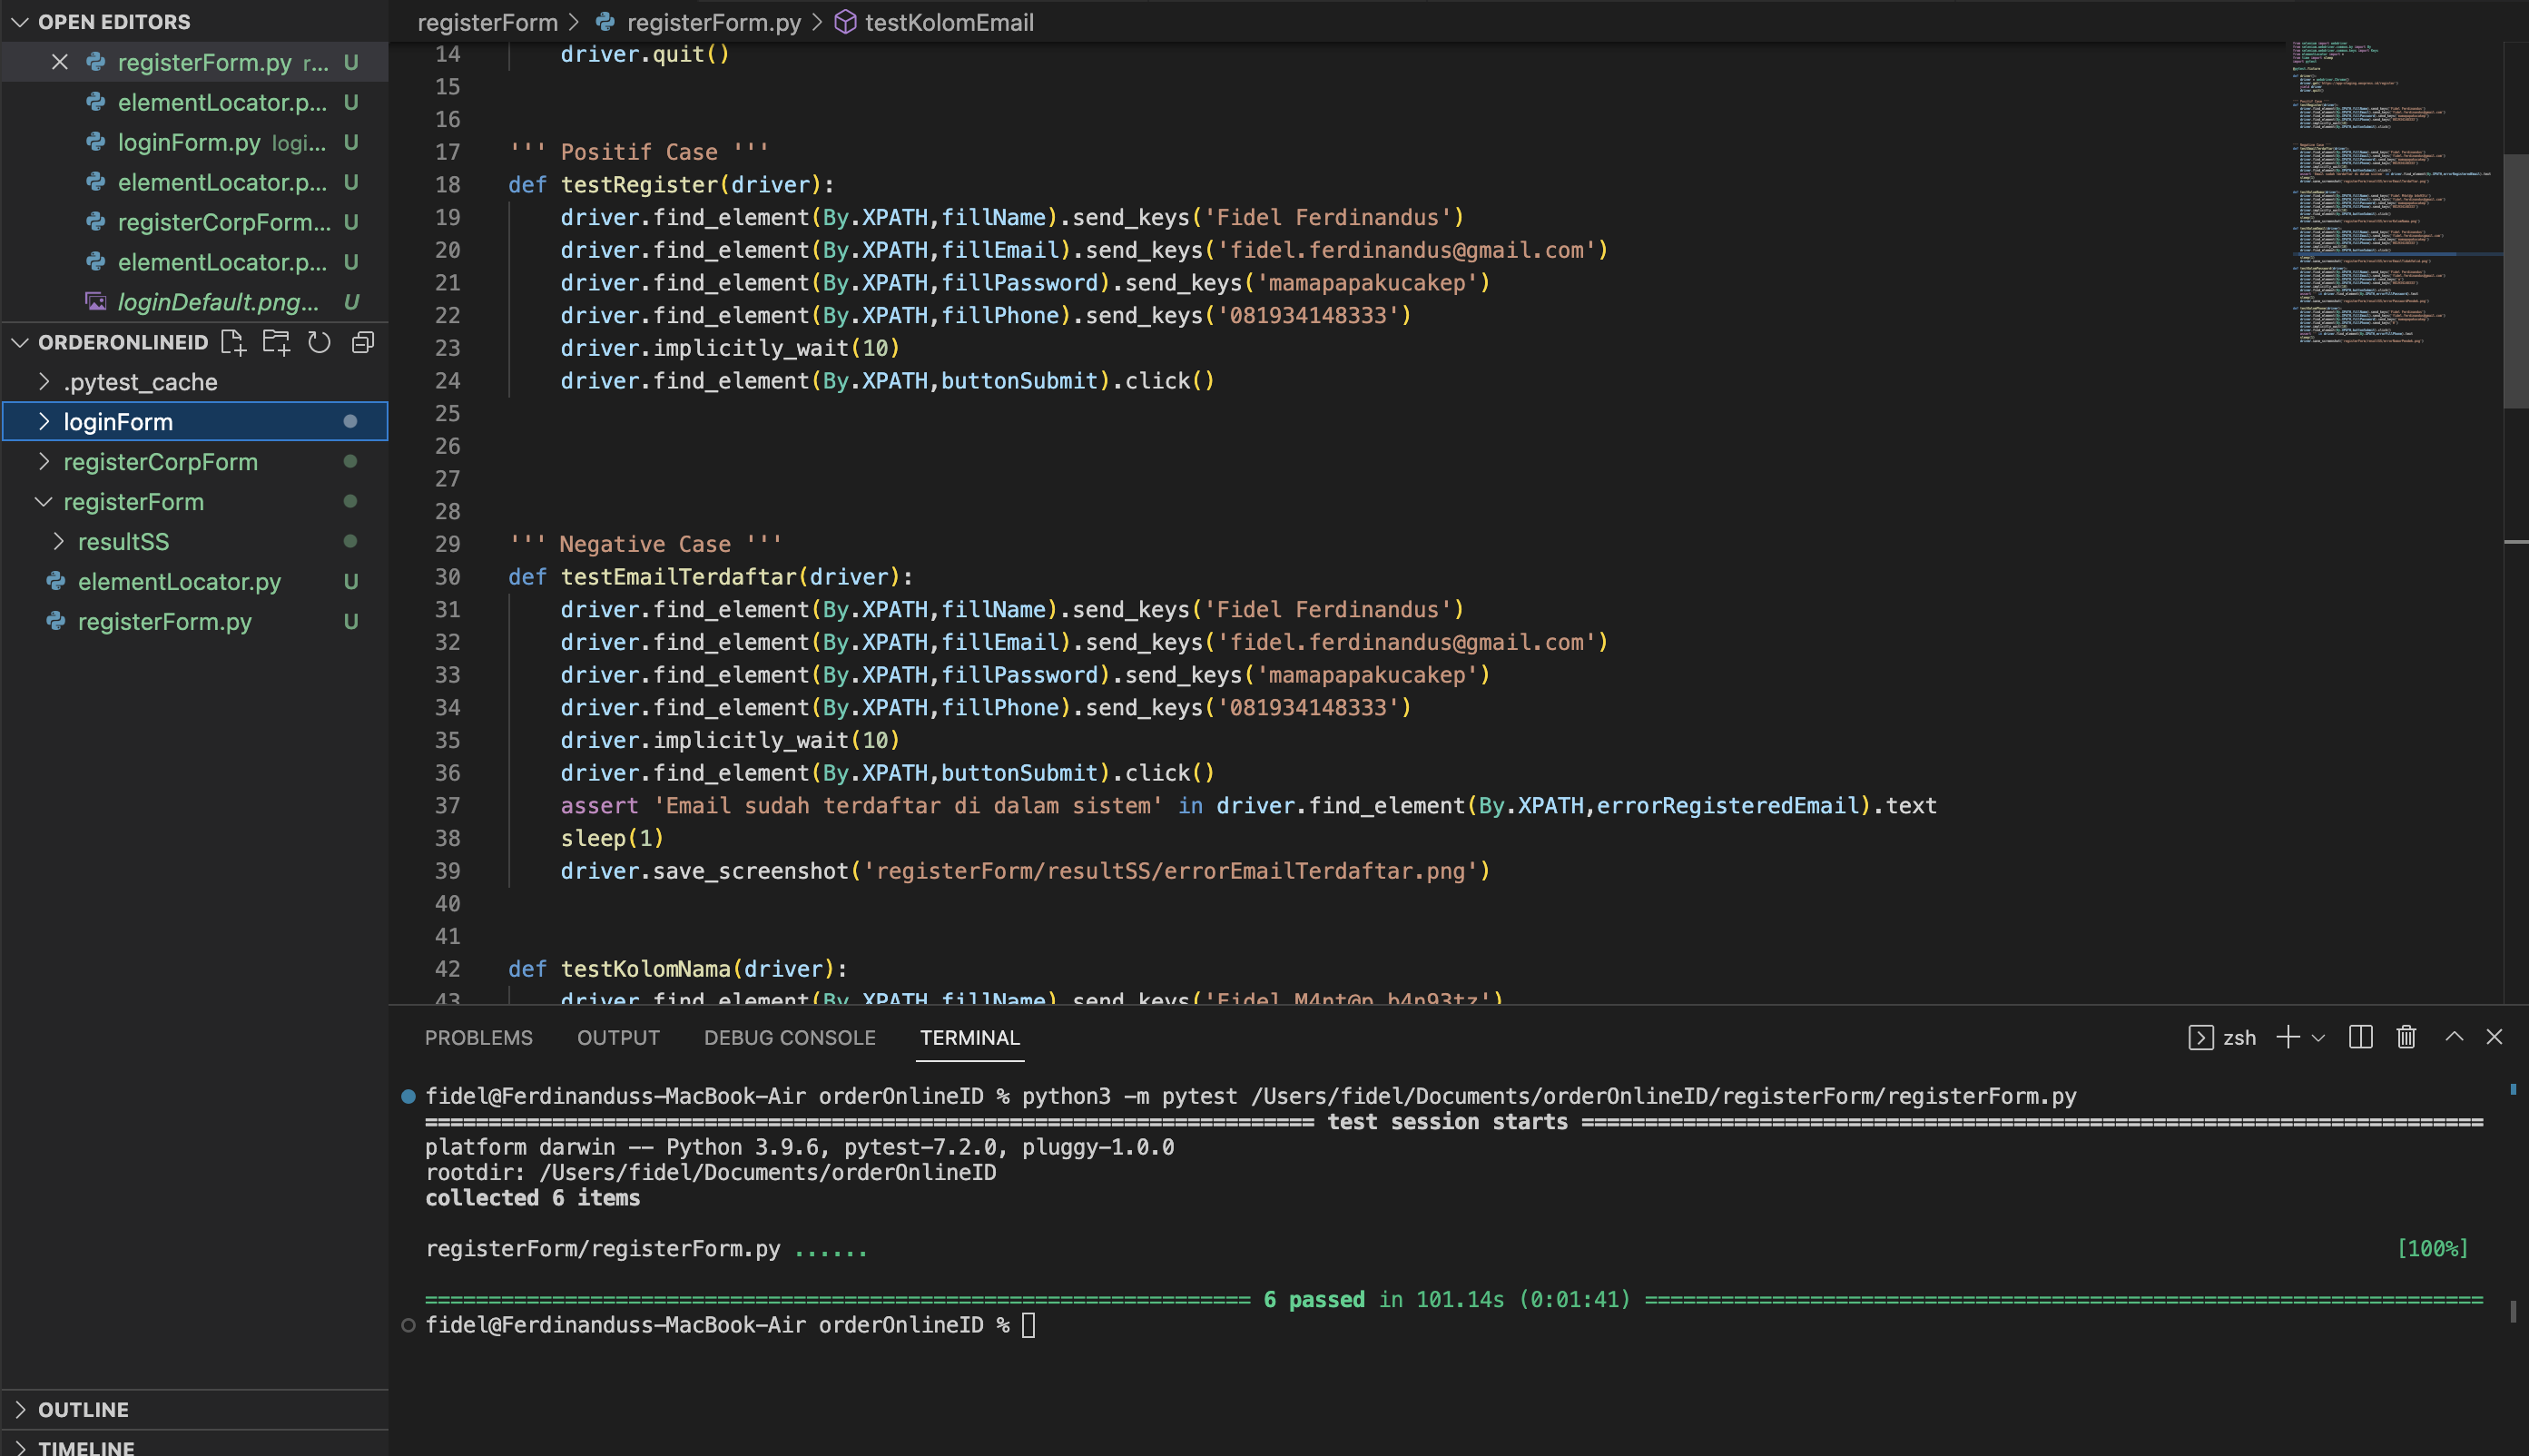 OPEN EDITORS
registerForm.py r... U
elementLocator.p... U
loginForm.py logi... U
elementLocator.p... U
registerCorpForm... U
elementLocator.p... U
loginDefault.png... U
ORDERONLINEID
.pytest_cache
loginForm
registerCorpForm
registerForm
resultSS
elementLocator.py U
registerForm.py U
OUTLINE
TIMELINE
registerForm > registerForm.py > testKolomEmail
14 driver.quit()
15
16
17 ''' Positif Case '''
18 def testRegister(driver):
19 driver.find_element(By.XPATH,fillName).send_keys('Fidel Ferdinandus')
20 driver.find_element(By.XPATH,fillEmail).send_keys('fidel.ferdinandus@gmail.com')
21 driver.find_element(By.XPATH,fillPassword).send_keys('mamapapakucakep')
22 driver.find_element(By.XPATH,fillPhone).send_keys('081934148333')
23 driver.implicitly_wait(10)
24 driver.find_element(By.XPATH,buttonSubmit).click()
25
26
27
28
29 ''' Negative Case '''
30 def testEmailTerdaftar(driver):
31 driver.find_element(By.XPATH,fillName).send_keys('Fidel Ferdinandus')
32 driver.find_element(By.XPATH,fillEmail).send_keys('fidel.ferdinandus@gmail.com')
33 driver.find_element(By.XPATH,fillPassword).send_keys('mamapapakucakep')
34 driver.find_element(By.XPATH,fillPhone).send_keys('081934148333')
35 driver.implicitly_wait(10)
36 driver.find_element(By.XPATH,buttonSubmit).click()
37 assert 'Email sudah terdaftar di dalam sistem' in driver.find_element(By.XPATH,errorRegisteredEmail).text
38 sleep(1)
39 driver.save_screenshot('registerForm/resultSS/errorEmailTerdaftar.png')
40
41
42 def testKolomNama(driver):
43 driver.find_element(By.XPATH,fillName).send_keys('Fidel M4nt@p b4n93tz')
PROBLEMS OUTPUT DEBUG CONSOLE TERMINAL zsh
fidel@Ferdinanduss-MacBook-Air orderOnlineID % python3 -m pytest /Users/fidel/Documents/orderOnlineID/registerForm/registerForm.py
test session starts
platform darwin -- Python 3.9.6, pytest-7.2.0, pluggy-1.0.0
rootdir: /Users/fidel/Documents/orderOnlineID
collected 6 items
registerForm/registerForm.py ...... [100%]
6 passed in 101.14s (0:01:41)
fidel@Ferdinanduss-MacBook-Air orderOnlineID %